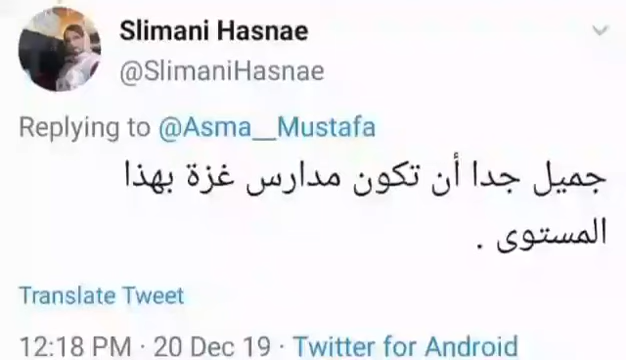 Slimani Hasnae
@SlimaniHasnae
Replying to @Asma__Mustafa
جميل جدا أن تكون مدارس غزة بهذا
المستوى .
Translate Tweet
12:18 PM · 20 Dec 19 · Twitter for Android